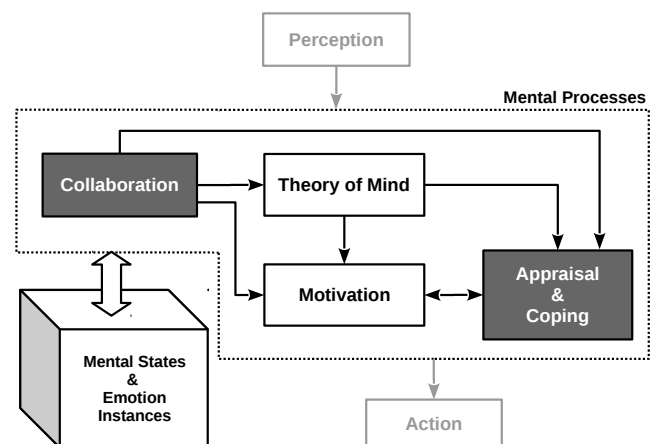 Perception
Mental Processes
Collaboration
Theory of Mind
Motivation
Appraisal
&
Coping
Mental States
&
Emotion
Instances
Action